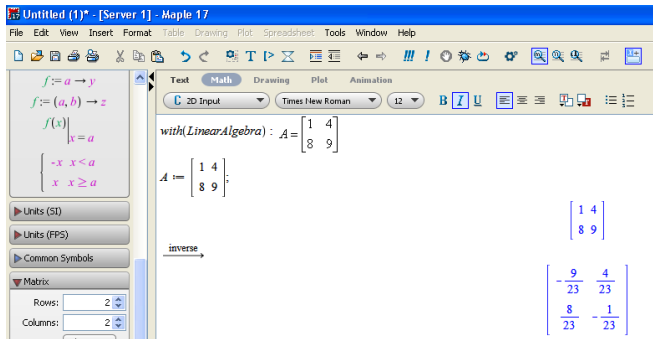 Untitled (1)* - [Server 1] - Maple 17
File Edit View Insert Format Table Drawing Plot Spreadsheet Tools Window Help
f := a → y
f := (a, b) → z
f(x)|
x = a
-x x < a
x x ≥ a
Units (SI)
Units (FPS)
Common Symbols
Matrix
Rows: 2
Columns: 2
Text Math Drawing Plot Animation
C 2D Input Times New Roman 12 B I U
with(LinearAlgebra) : A = [1 4
8 9]
A := [1 4
8 9];
[1 4
8 9]
inverse
[-9/23 4/23
8/23 -1/23]